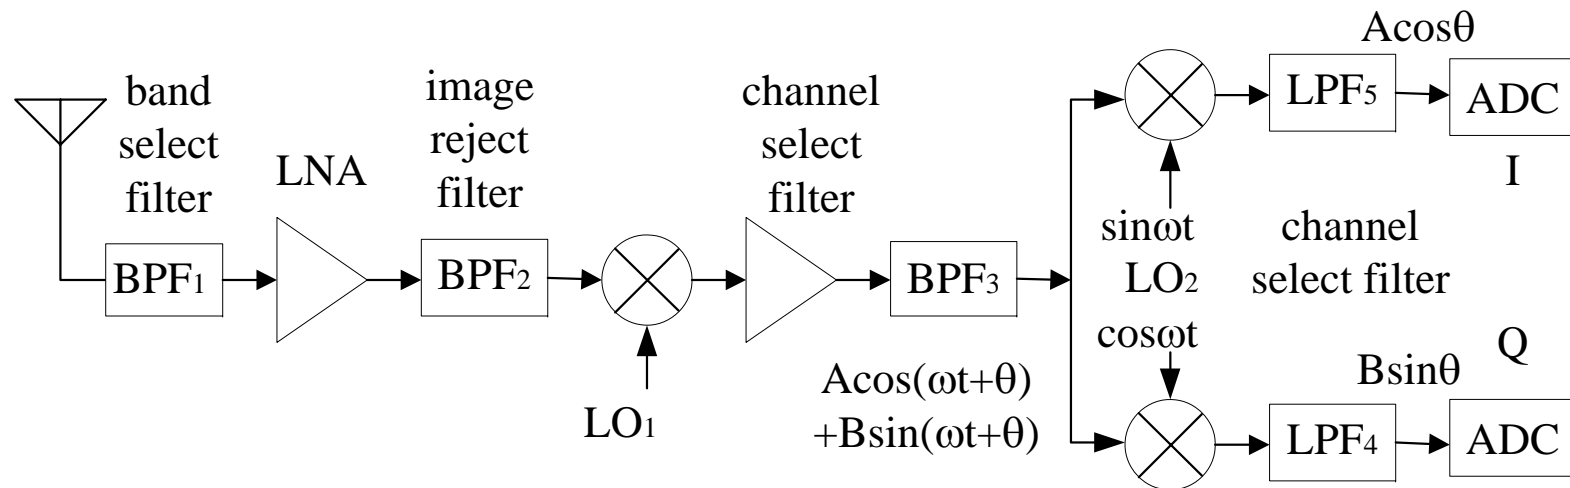 band
select
filter
LNA
image
reject
filter
channel
select
filter
BPF1
BPF2
LO1
BPF3
Acos(ωt+θ)
+Bsin(ωt+θ)
sinωt
LO2
cosωt
Acosθ
LPF5
ADC
I
channel
select filter
Q
Bsinθ
LPF4
ADC